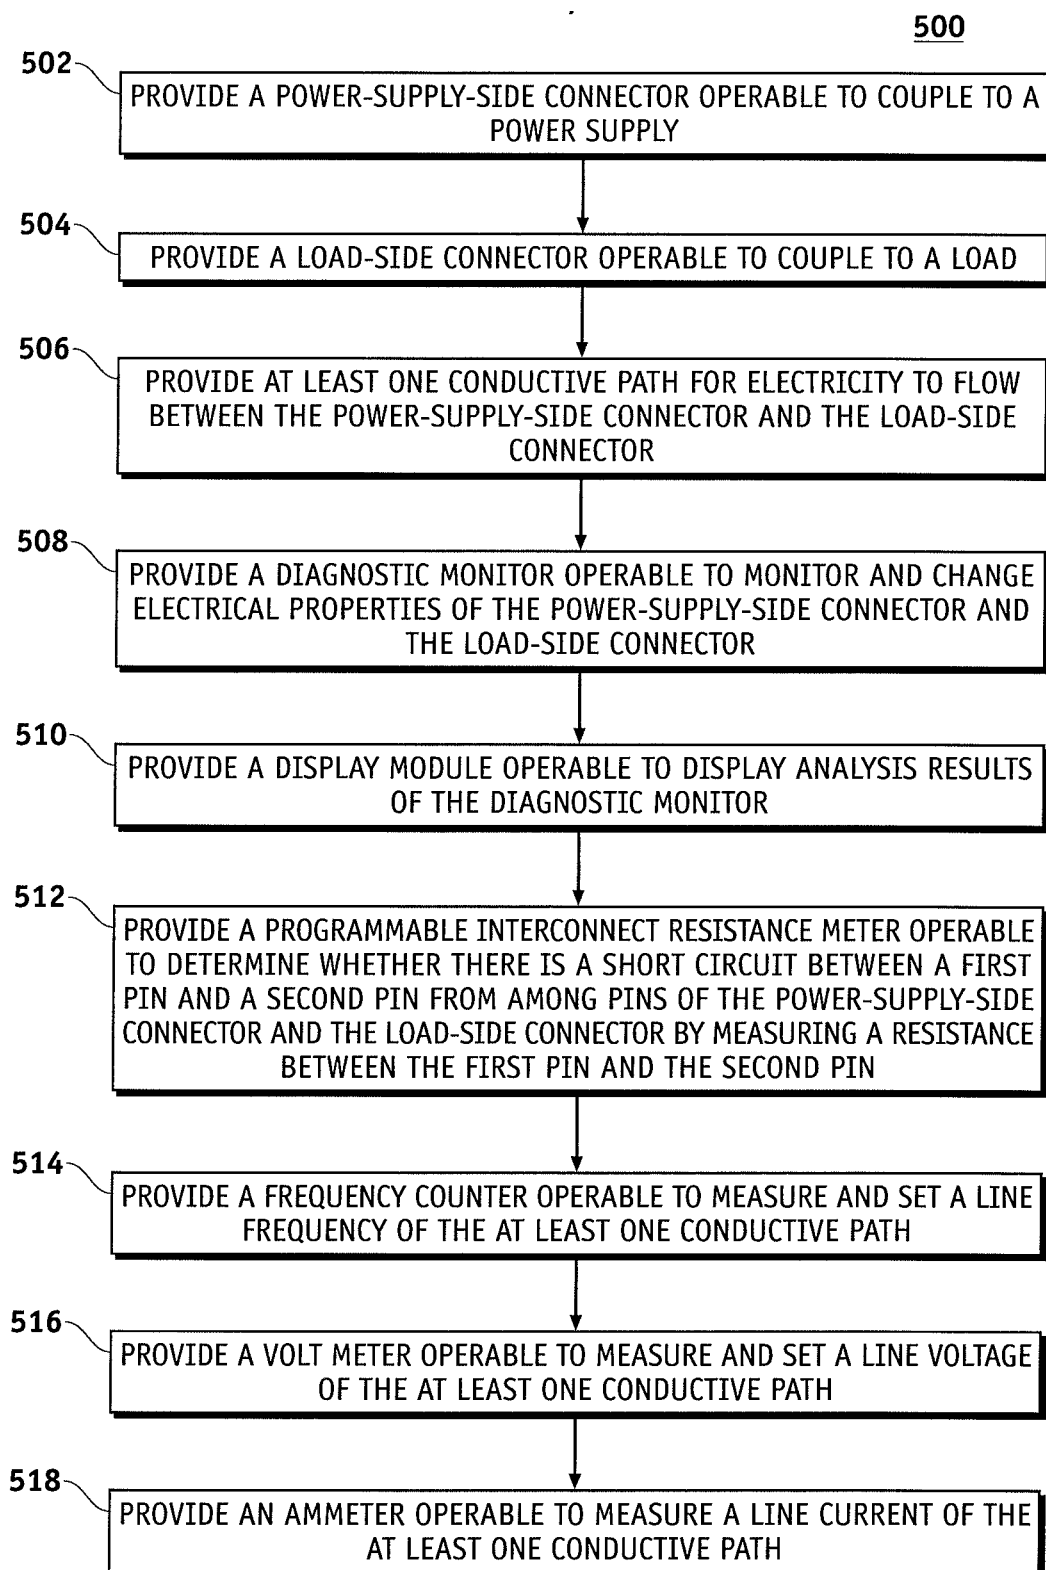 500
502
PROVIDE A POWER-SUPPLY-SIDE CONNECTOR OPERABLE TO COUPLE TO A
POWER SUPPLY
504
PROVIDE A LOAD-SIDE CONNECTOR OPERABLE TO COUPLE TO A LOAD
506
PROVIDE AT LEAST ONE CONDUCTIVE PATH FOR ELECTRICITY TO FLOW
BETWEEN THE POWER-SUPPLY-SIDE CONNECTOR AND THE LOAD-SIDE
CONNECTOR
508
PROVIDE A DIAGNOSTIC MONITOR OPERABLE TO MONITOR AND CHANGE
ELECTRICAL PROPERTIES OF THE POWER-SUPPLY-SIDE CONNECTOR AND
THE LOAD-SIDE CONNECTOR
510
PROVIDE A DISPLAY MODULE OPERABLE TO DISPLAY ANALYSIS RESULTS
OF THE DIAGNOSTIC MONITOR
512
PROVIDE A PROGRAMMABLE INTERCONNECT RESISTANCE METER OPERABLE
TO DETERMINE WHETHER THERE IS A SHORT CIRCUIT BETWEEN A FIRST
PIN AND A SECOND PIN FROM AMONG PINS OF THE POWER-SUPPLY-SIDE
CONNECTOR AND THE LOAD-SIDE CONNECTOR BY MEASURING A RESISTANCE
BETWEEN THE FIRST PIN AND THE SECOND PIN
514
PROVIDE A FREQUENCY COUNTER OPERABLE TO MEASURE AND SET A LINE
FREQUENCY OF THE AT LEAST ONE CONDUCTIVE PATH
516
PROVIDE A VOLT METER OPERABLE TO MEASURE AND SET A LINE VOLTAGE
OF THE AT LEAST ONE CONDUCTIVE PATH
518
PROVIDE AN AMMETER OPERABLE TO MEASURE A LINE CURRENT OF THE
AT LEAST ONE CONDUCTIVE PATH